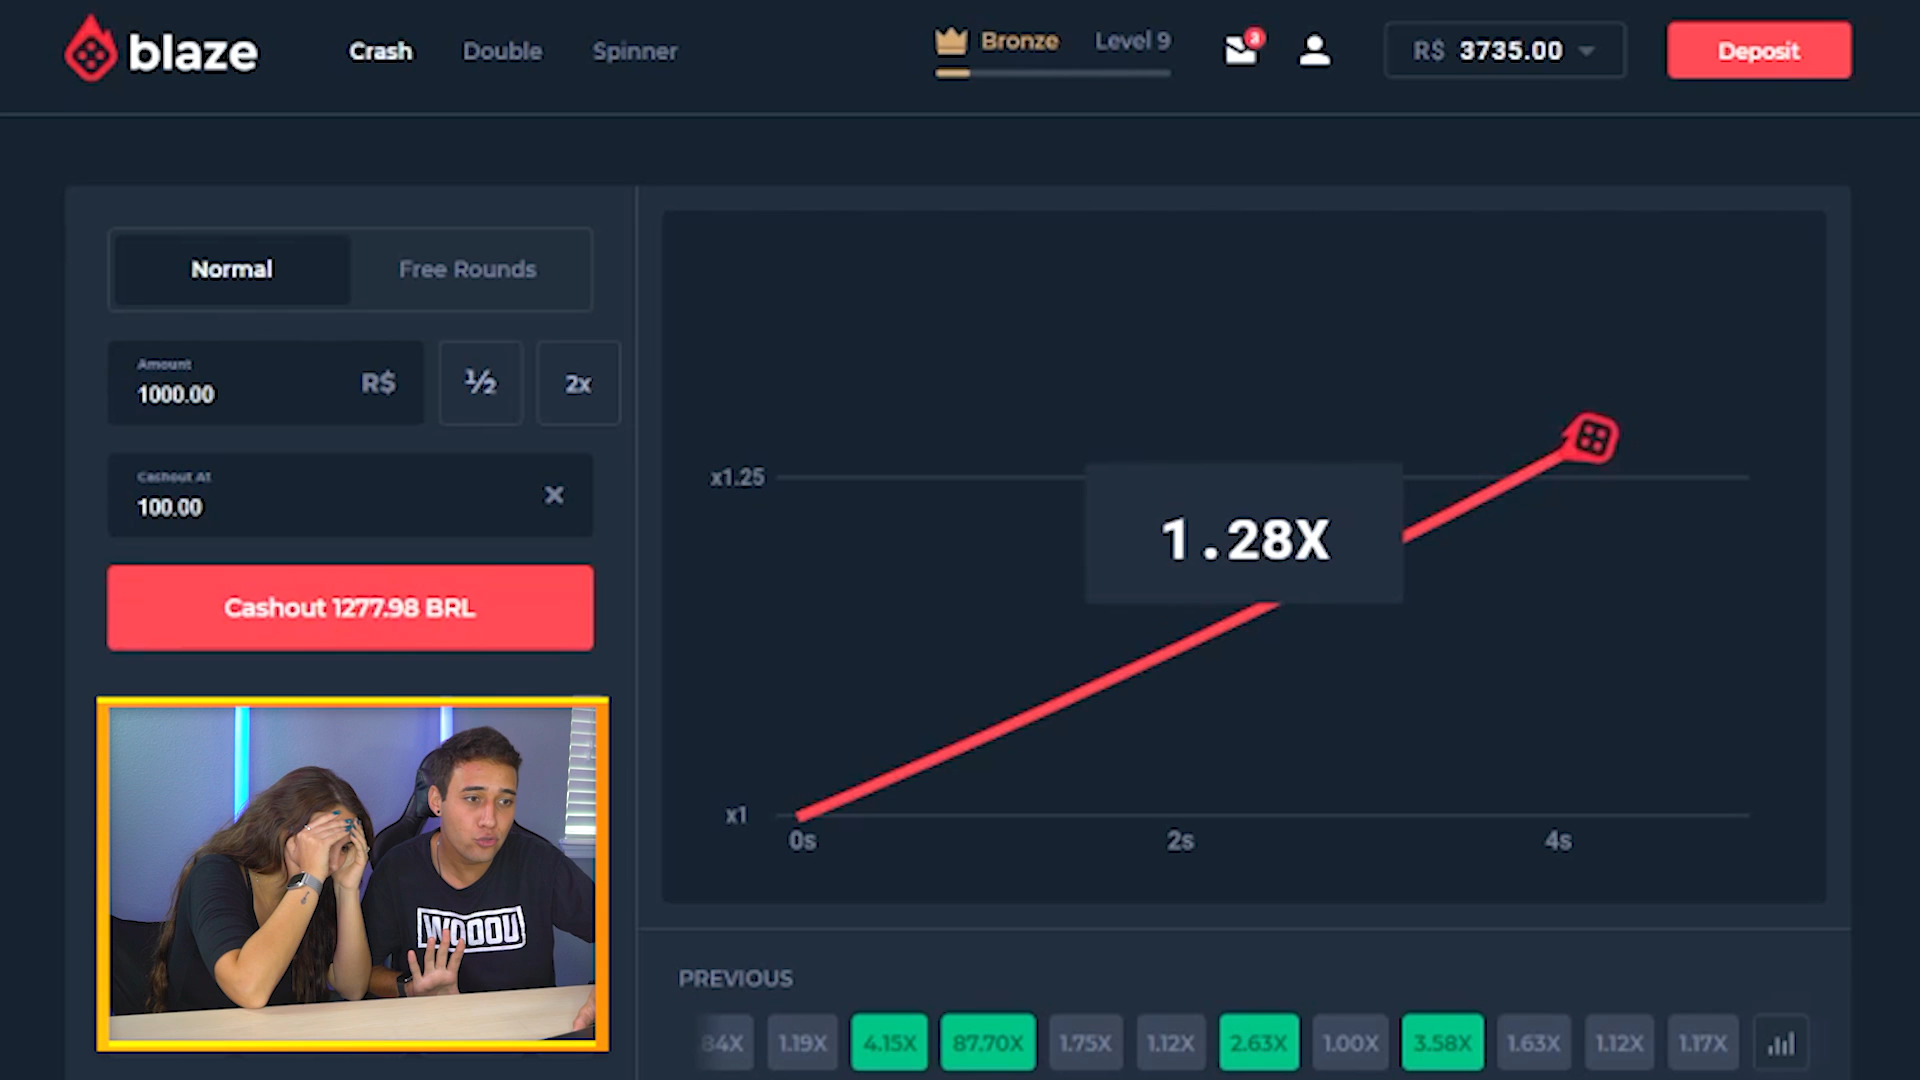 blaze
Crash Double Spinner
Bronze Level 9
3
R$ 3735.00
Deposit
Normal Free Rounds
Amount
1000.00 R$ ½ 2x
Cashout At
100.00
Cashout 1277.98 BRL
x1.25
1.28X
x1
0s 2s 4s
WOOOU
PREVIOUS
84X 1.19X 4.15X 87.70X 1.75X 1.12X 2.63X 1.00X 3.58X 1.63X 1.12X 1.17X